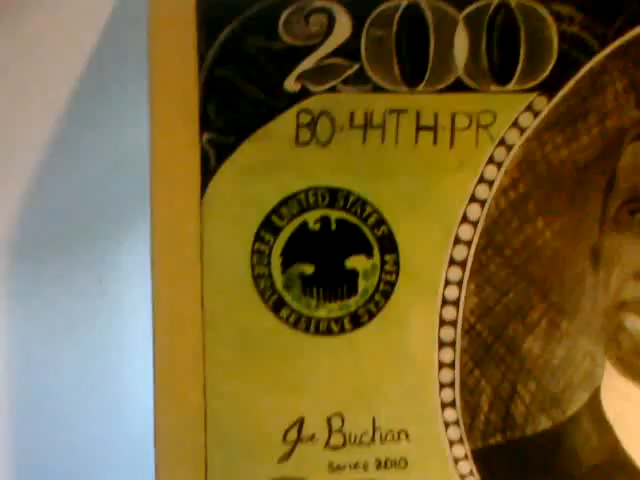 200
BO-44TH-PR
UNITED STATES
FEDERAL RESERVE SYSTEM
Joe Buchan
Series 2010